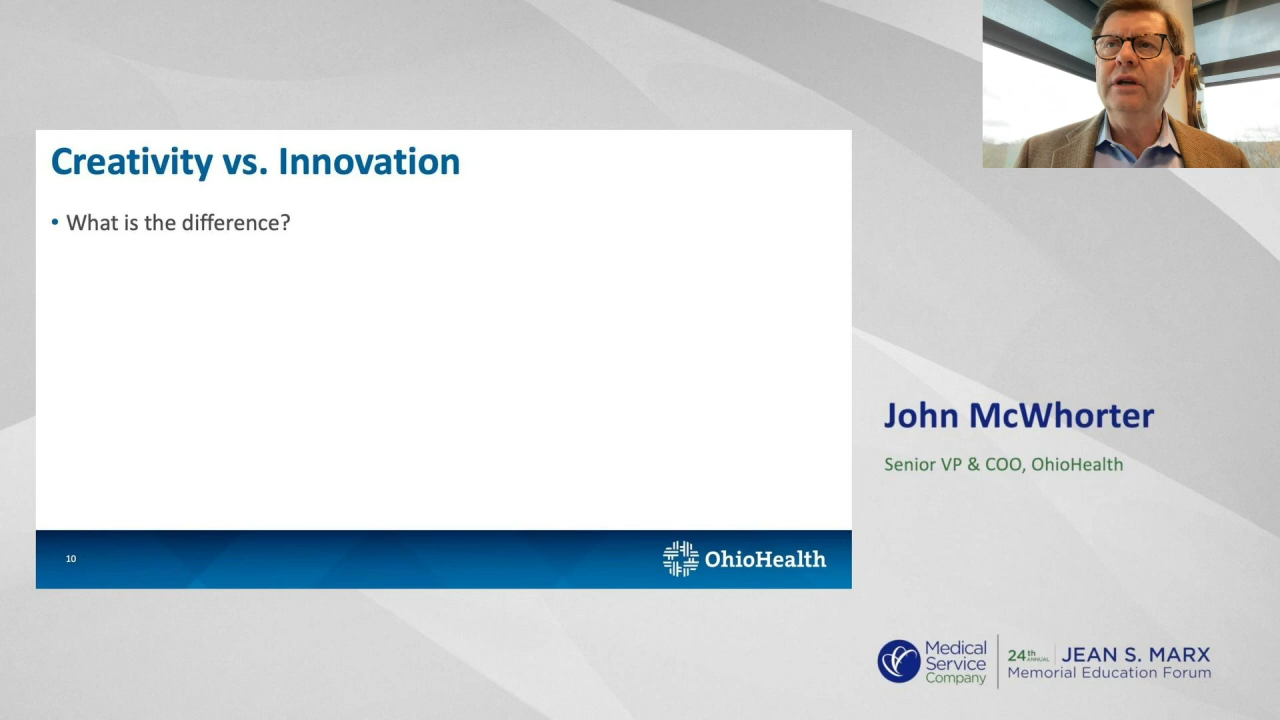 Creativity vs. Innovation
• What is the difference?
10
OhioHealth
John McWhorter
Senior VP & COO, OhioHealth
Medical
Service
Company
24th ANNUAL JEAN S. MARX
Memorial Education Forum